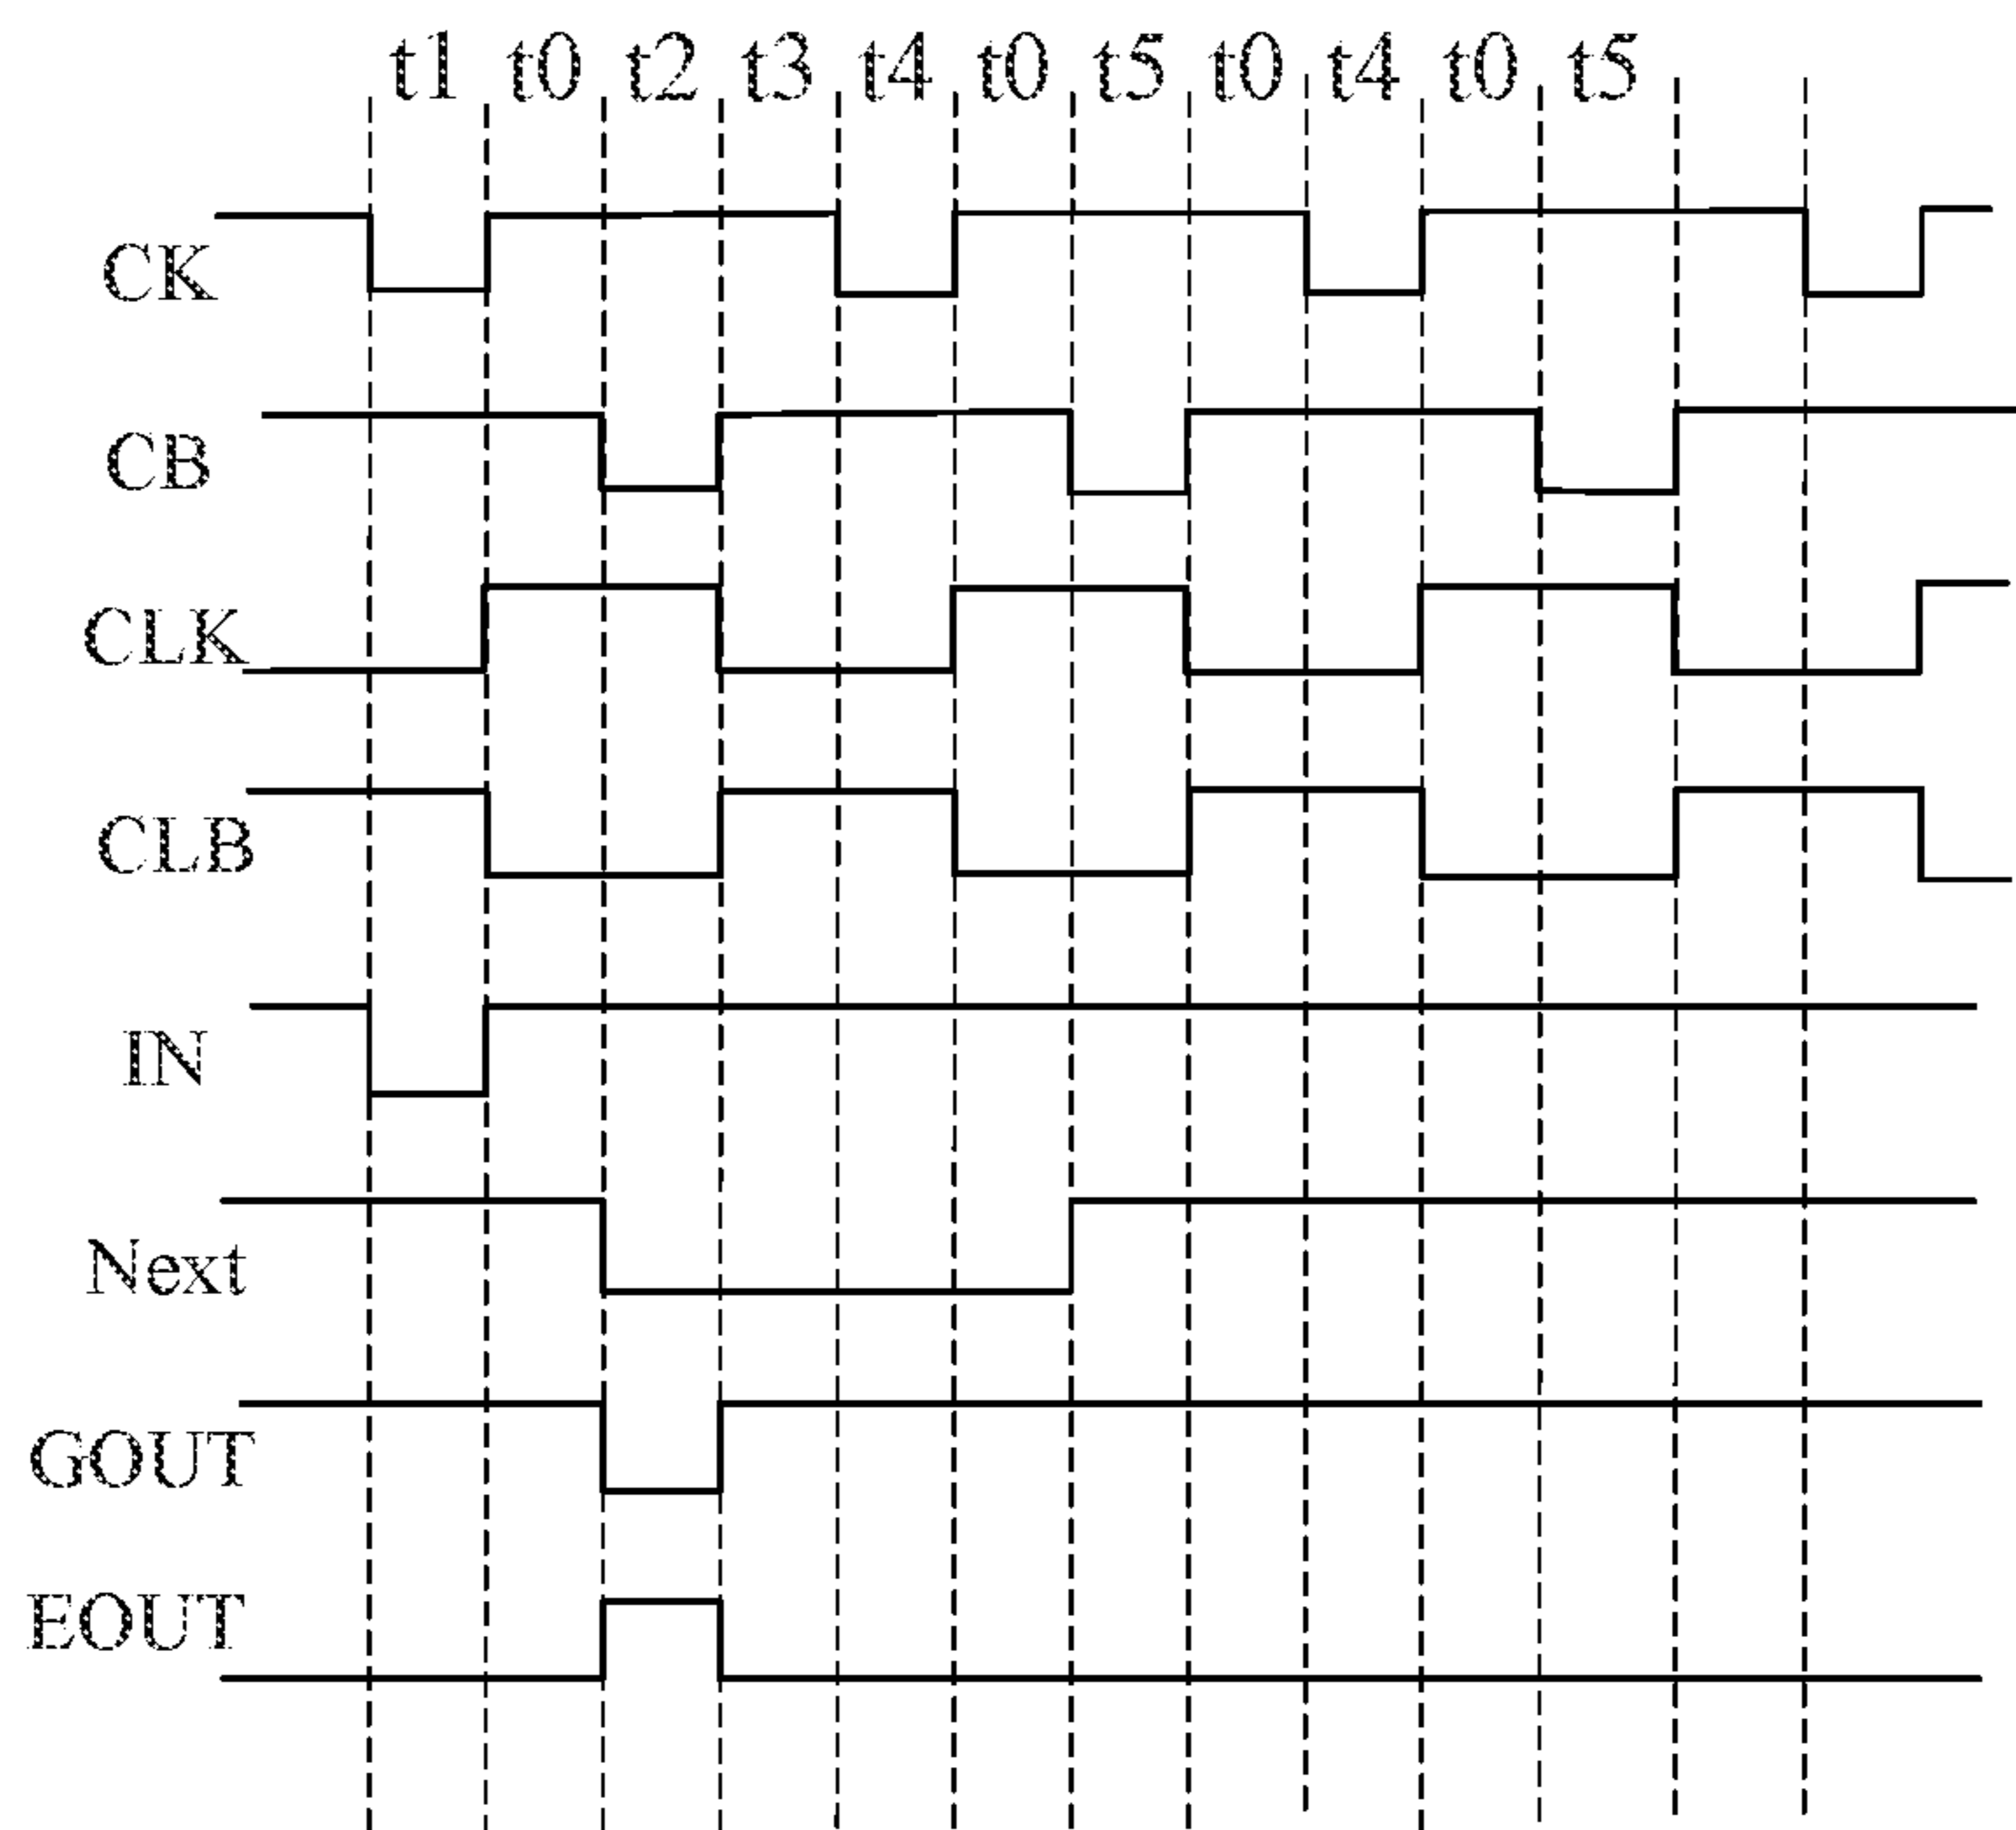 t1 t0 t2 t3 t4 t0 t5 t0 t4 t0 t5
CK
CB
CLK
CLB
IN
Next
GOUT
EOUT